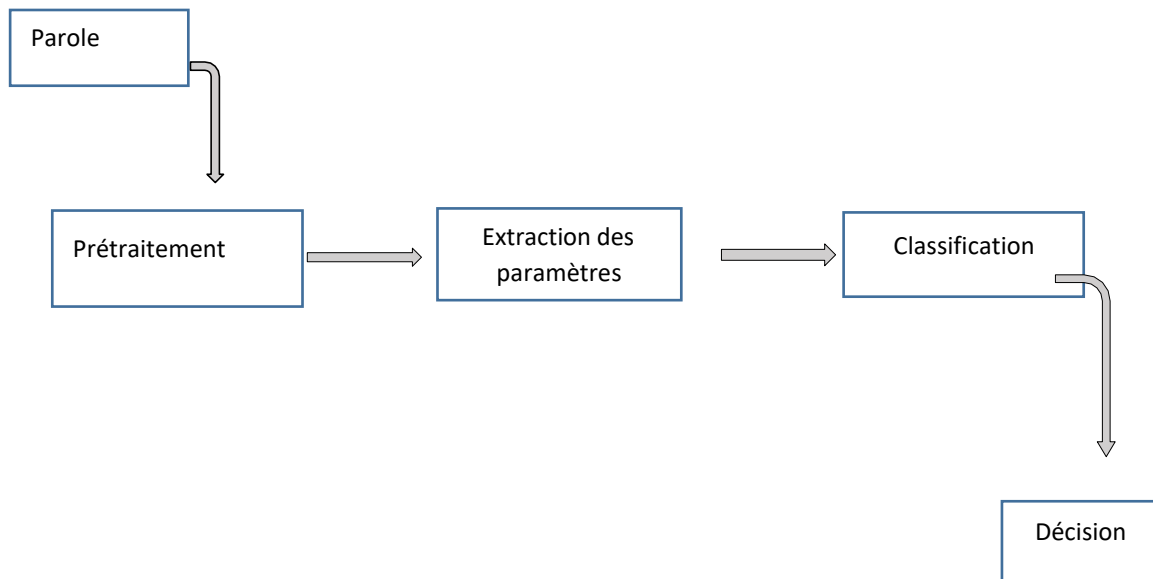 Parole
Prétraitement
Extraction des
paramètres
Classification
Décision